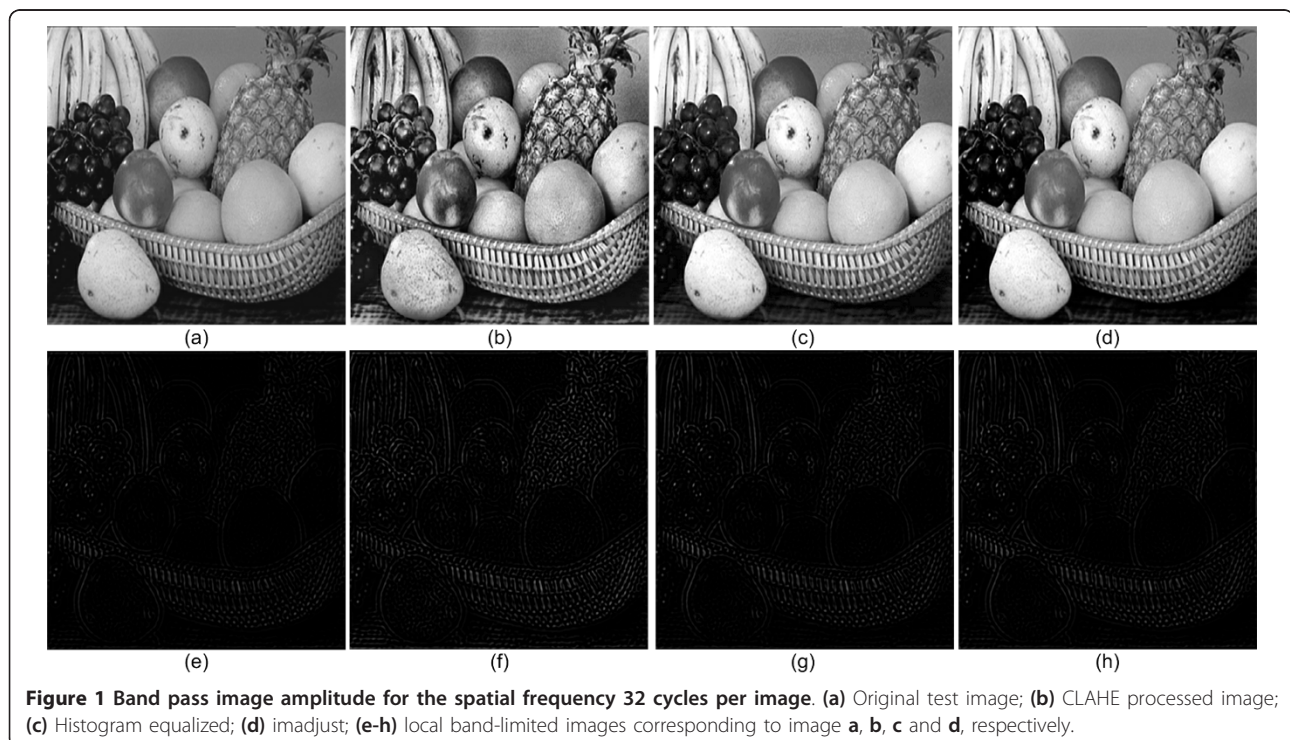 (a)
(b)
(c)
(d)
(e)
(f)
(g)
(h)
Figure 1 Band pass image amplitude for the spatial frequency 32 cycles per image. (a) Original test image; (b) CLAHE processed image;
(c) Histogram equalized; (d) imadjust; (e-h) local band-limited images corresponding to image a, b, c and d, respectively.